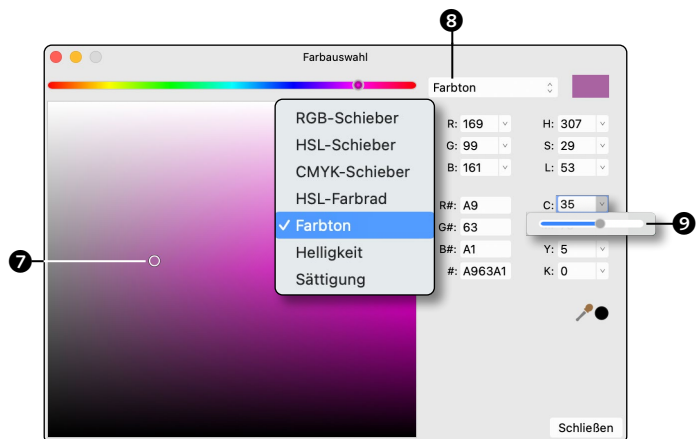 8
Farbauswahl
Farbton
RGB-Schieber
HSL-Schieber
CMYK-Schieber
HSL-Farbrad
✓ Farbton
Helligkeit
Sättigung
R: 169 H: 307
G: 99 S: 29
B: 161 L: 53
R#: A9 C: 35
G#: 63
B#: A1 Y: 5
#: A963A1 K: 0
7
9
Schließen